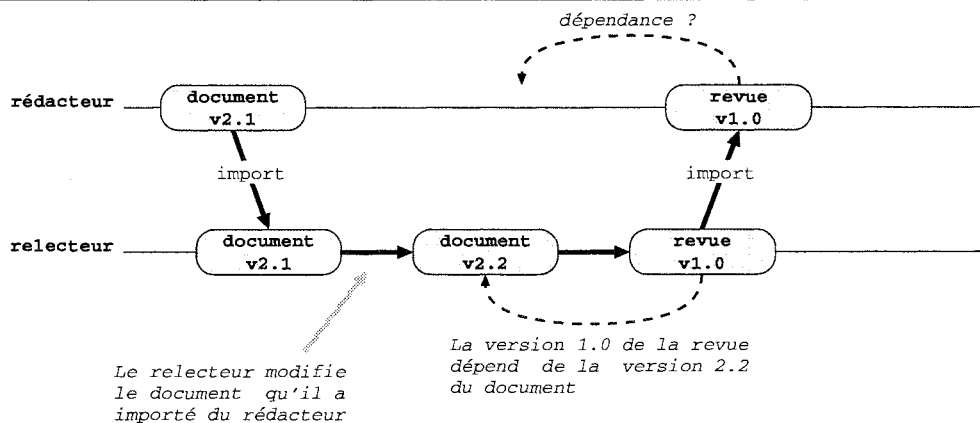 dépendance ?
rédacteur
document
v2.1
revue
v1.0
import
import
relecteur
document
v2.1
document
v2.2
revue
v1.0
La version 1.0 de la revue
dépend de la version 2.2
du document
Le relecteur modifie
le document qu'il a
importé du rédacteur